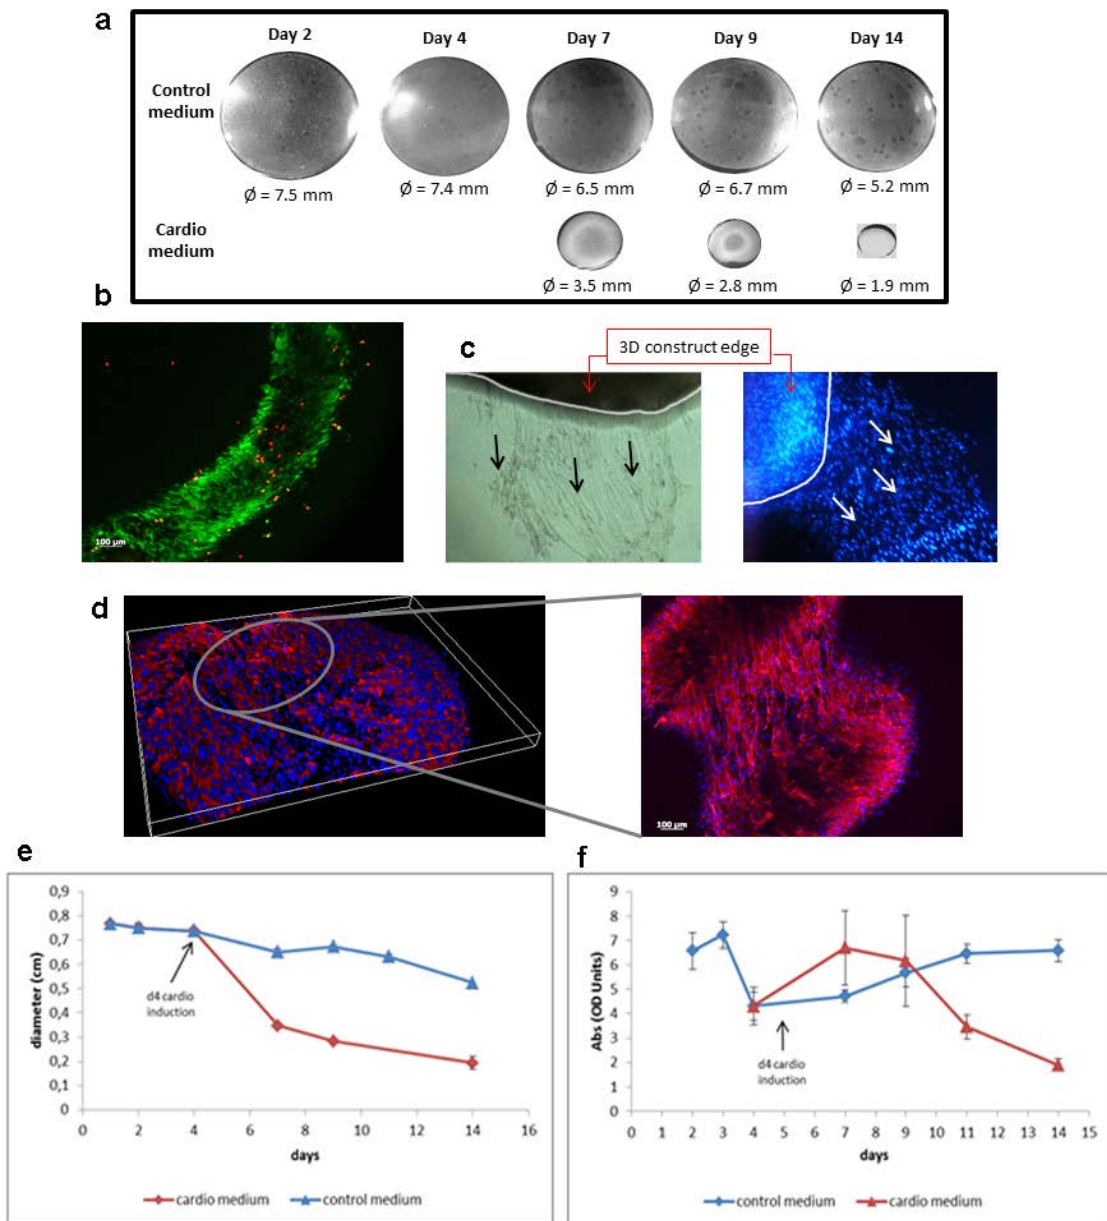 a
Day 2 Day 4 Day 7 Day 9 Day 14
Control
medium
Ø = 7.5 mm Ø = 7.4 mm Ø = 6.5 mm Ø = 6.7 mm Ø = 5.2 mm
Cardio
medium
Ø = 3.5 mm Ø = 2.8 mm Ø = 1.9 mm
b
100 µm
c
3D construct edge
d
100 µm
e
0,9
0,8
0,7
0,6
0,5
0,4
0,3
0,2
0,1
0
diameter (cm)
d4 cardio
induction
0 2 4 6 8 10 12 14 16
days
cardio medium control medium
f
9
8
7
6
5
4
3
2
1
0
Abs (OD Units)
d4 cardio
induction
0 1 2 3 4 5 6 7 8 9 10 11 12 13 14 15
days
control medium cardio medium